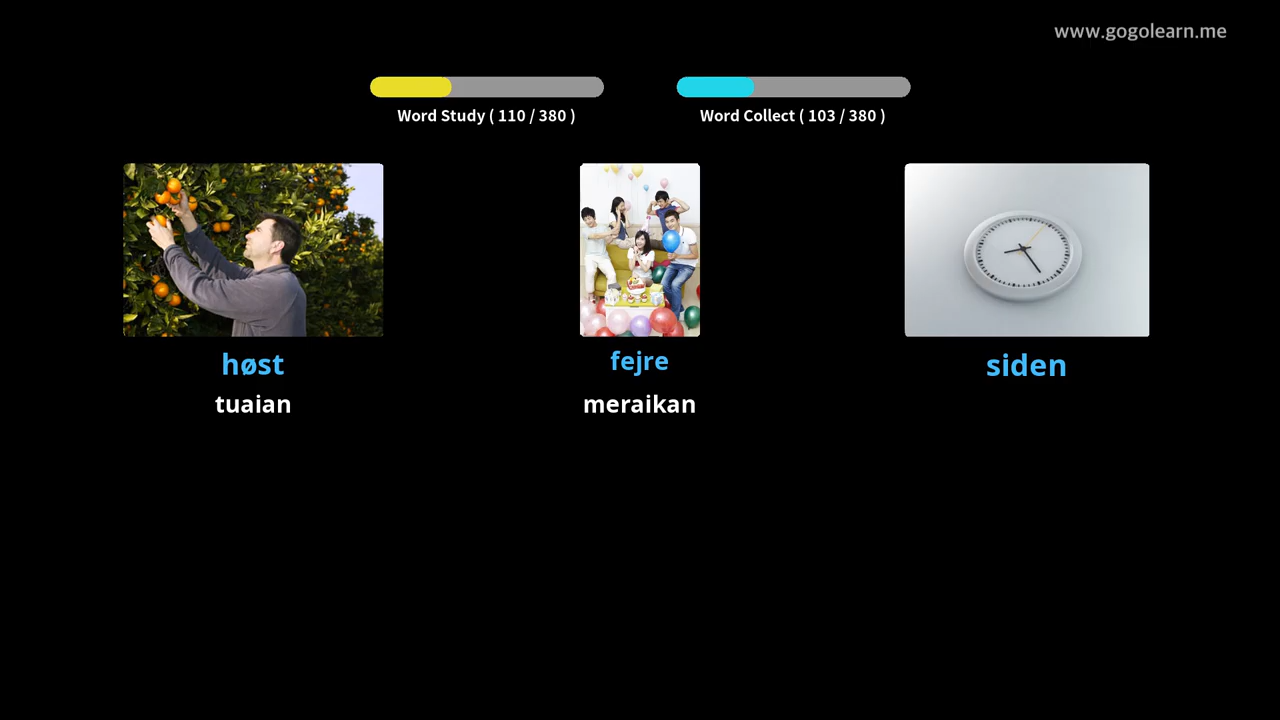 www.gogolearn.me
Word Study ( 110 / 380 )
Word Collect ( 103 / 380 )
høst
fejre
siden
tuaian
meraikan